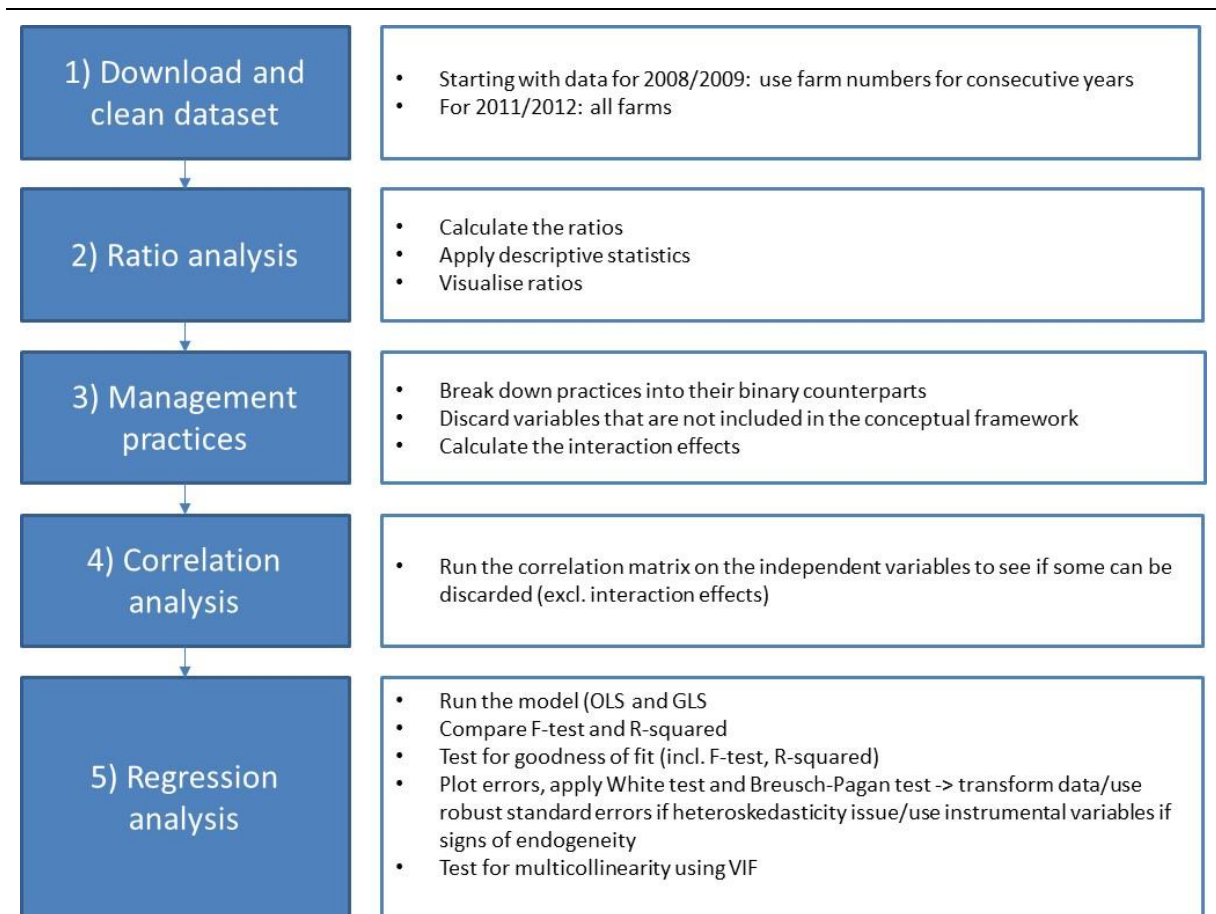 1) Download and
clean dataset
• Starting with data for 2008/2009: use farm numbers for consecutive years
• For 2011/2012: all farms
2) Ratio analysis
• Calculate the ratios
• Apply descriptive statistics
• Visualise ratios
3) Management
practices
• Break down practices into their binary counterparts
• Discard variables that are not included in the conceptual framework
• Calculate the interaction effects
4) Correlation
analysis
• Run the correlation matrix on the independent variables to see if some can be
discarded (excl. interaction effects)
5) Regression
analysis
• Run the model (OLS and GLS
• Compare F-test and R-squared
• Test for goodness of fit (incl. F-test, R-squared)
• Plot errors, apply White test and Breusch-Pagan test -> transform data/use
robust standard errors if heteroskedasticity issue/use instrumental variables if
signs of endogeneity
• Test for multicollinearity using VIF